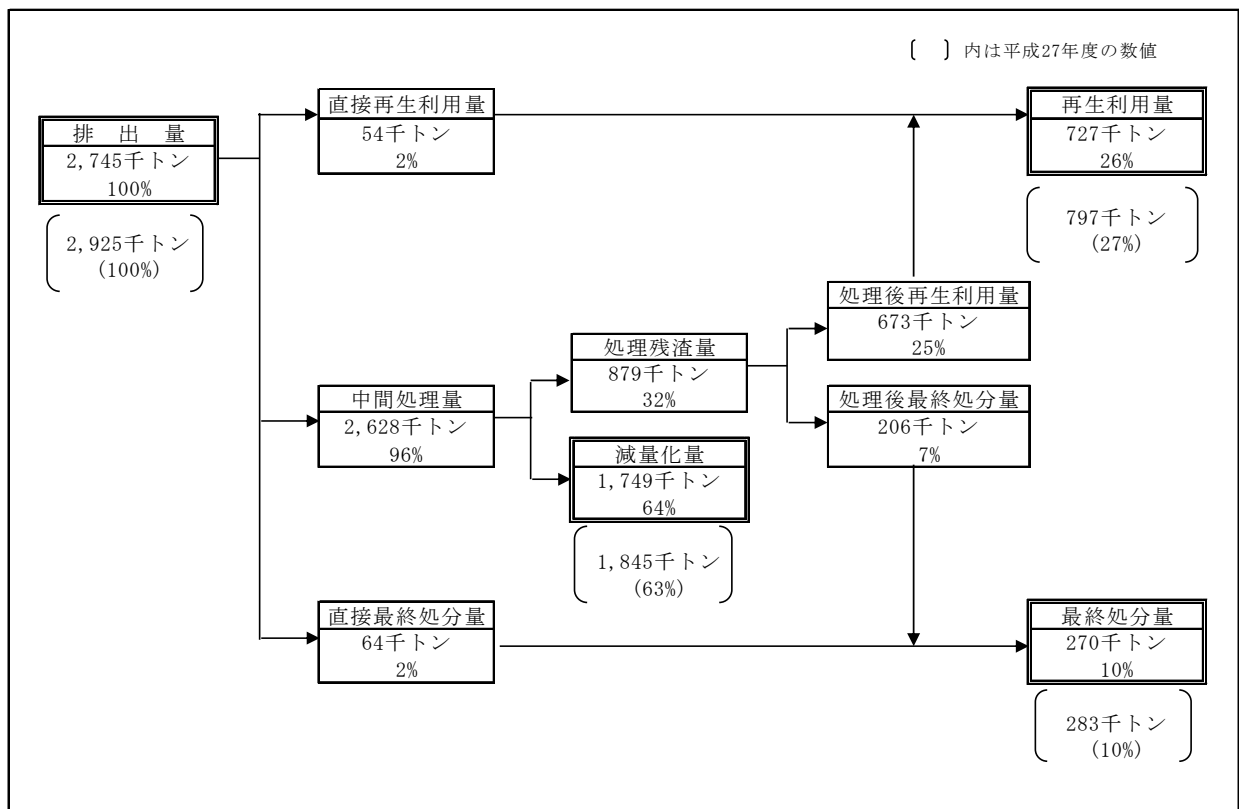 〔　〕内は平成27年度の数値
排　出　量
2,745千トン
100%
2,925千トン
(100%)
直接再生利用量
54千トン
2%
中間処理量
2,628千トン
96%
直接最終処分量
64千トン
2%
処理残渣量
879千トン
32%
減量化量
1,749千トン
64%
1,845千トン
(63%)
処理後再生利用量
673千トン
25%
処理後最終処分量
206千トン
7%
再生利用量
727千トン
26%
797千トン
(27%)
最終処分量
270千トン
10%
283千トン
(10%)